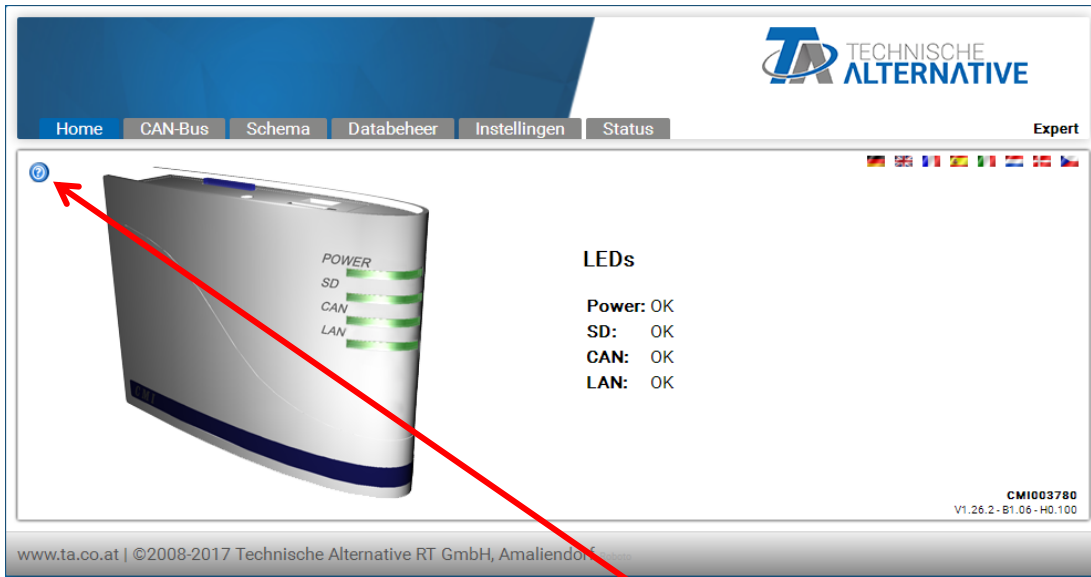 TECHNISCHE
ALTERNATIVE
Home CAN-Bus Schema Databeheer Instellingen Status
Expert
POWER
SD
CAN
LAN
CMI
LEDs
Power: OK
SD: OK
CAN: OK
LAN: OK
CMI003780
V1.26.2 - B1.06 - H0.100
www.ta.co.at | ©2008-2017 Technische Alternative RT GmbH, Amaliendorf